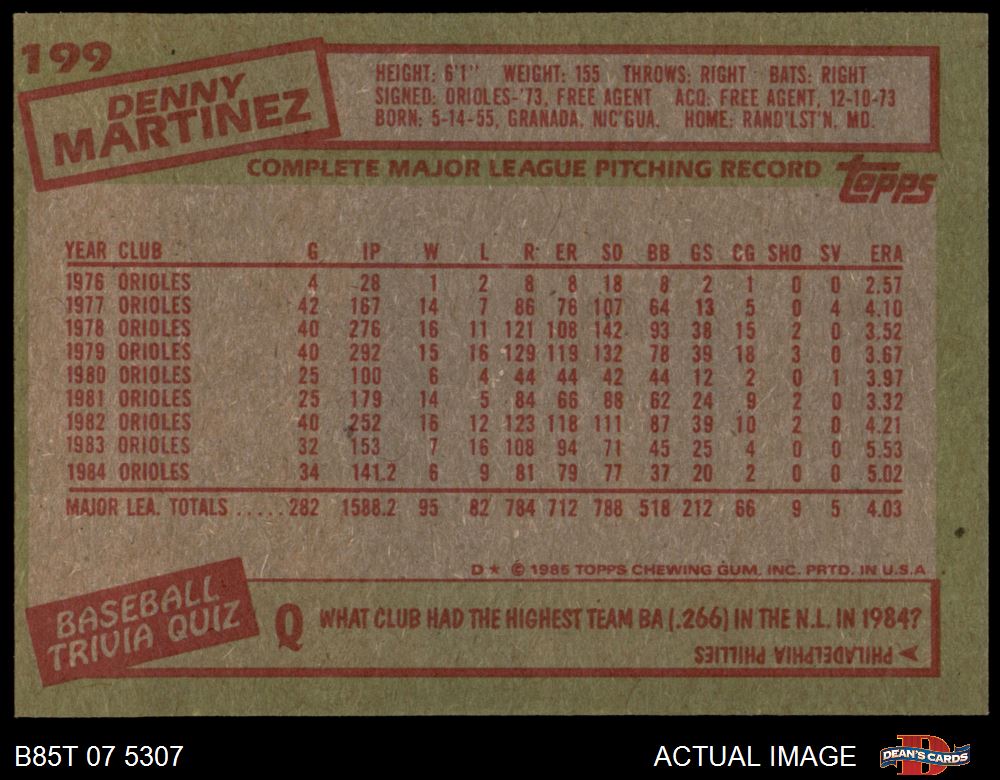 199
DENNY
MARTINEZ
HEIGHT: 6'1" WEIGHT: 155 THROWS: RIGHT BATS: RIGHT
SIGNED: ORIOLES-'73, FREE AGENT ACQ: FREE AGENT, 12-10-73
BORN: 5-14-55, GRANADA, NIC'GUA. HOME: RAND'LST'N, MD.
COMPLETE MAJOR LEAGUE PITCHING RECORD
topps
YEAR CLUB G IP W L R ER SO BB GS CG SHO SV ERA
1976 ORIOLES 4 28 1 2 8 8 18 8 2 1 0 0 2.57
1977 ORIOLES 42 167 14 7 86 76 107 64 13 5 0 4 4.10
1978 ORIOLES 40 276 16 11 121 108 142 93 38 15 2 0 3.52
1979 ORIOLES 40 292 15 16 129 119 132 78 39 18 3 0 3.67
1980 ORIOLES 25 100 6 4 44 44 42 44 12 2 0 1 3.97
1981 ORIOLES 25 179 14 5 84 66 88 62 24 9 2 0 3.32
1982 ORIOLES 40 252 16 12 123 118 111 87 39 10 2 0 4.21
1983 ORIOLES 32 153 7 16 108 94 71 45 25 4 0 0 5.53
1984 ORIOLES 34 141.2 6 9 81 79 77 37 20 2 0 0 5.02
MAJOR LEA. TOTALS ..... 282 1588.2 95 82 784 712 788 518 212 66 9 5 4.03
D★ © 1985 TOPPS CHEWING GUM, INC. PRTD. IN U.S.A
BASEBALL
TRIVIA QUIZ
Q WHAT CLUB HAD THE HIGHEST TEAM BA (.266) IN THE N.L. IN 1984?
PHILADELPHIA PHILLIES
B85T 07 5307 ACTUAL IMAGE DEAN'S CARDS